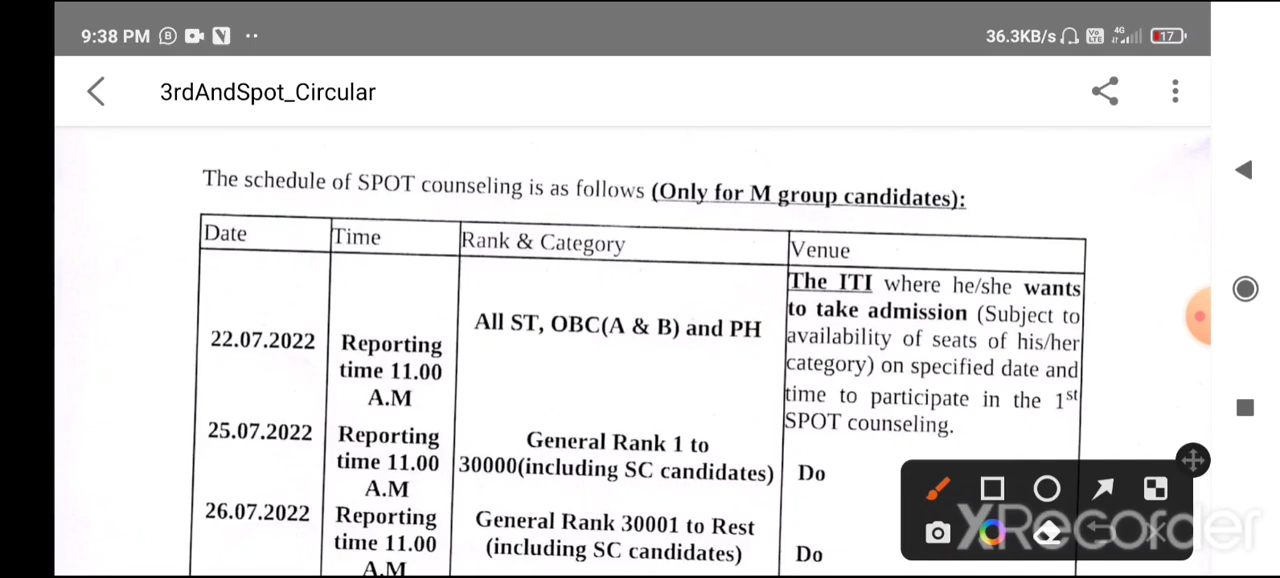 9:38 PM
36.3KB/s
4G
17
3rdAndSpot_Circular
The schedule of SPOT counseling is as follows (Only for M group candidates):
Date Time Rank & Category Venue
22.07.2022
Reporting
time 11.00
A.M
All ST, OBC(A & B) and PH
The ITI where he/she wants
to take admission (Subject to
availability of seats of his/her
category) on specified date and
time to participate in the 1st
SPOT counseling.
25.07.2022
Reporting
time 11.00
A.M
General Rank 1 to
30000(including SC candidates)
Do
26.07.2022
Reporting
time 11.00
A.M
General Rank 30001 to Rest
(including SC candidates)
Do
XRecorder